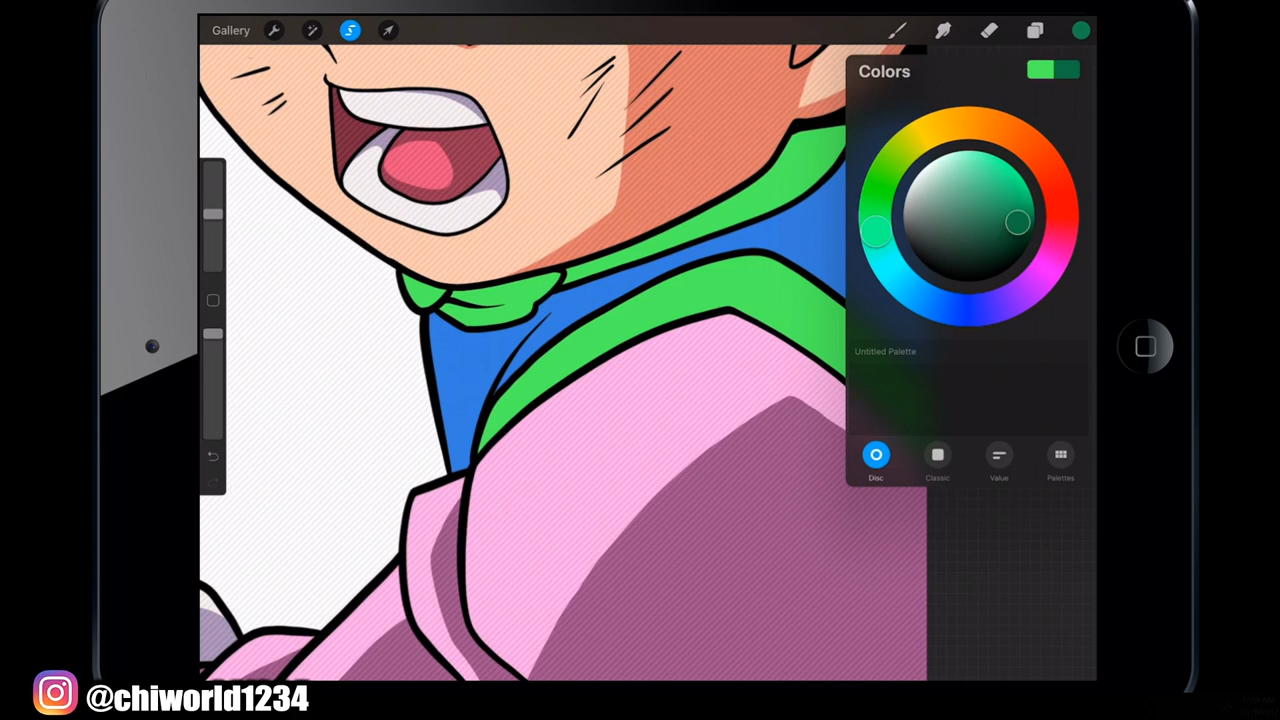 Gallery
Colors
Untitled Palette
Disc
Classic
Value
Palettes
@chiworld1234